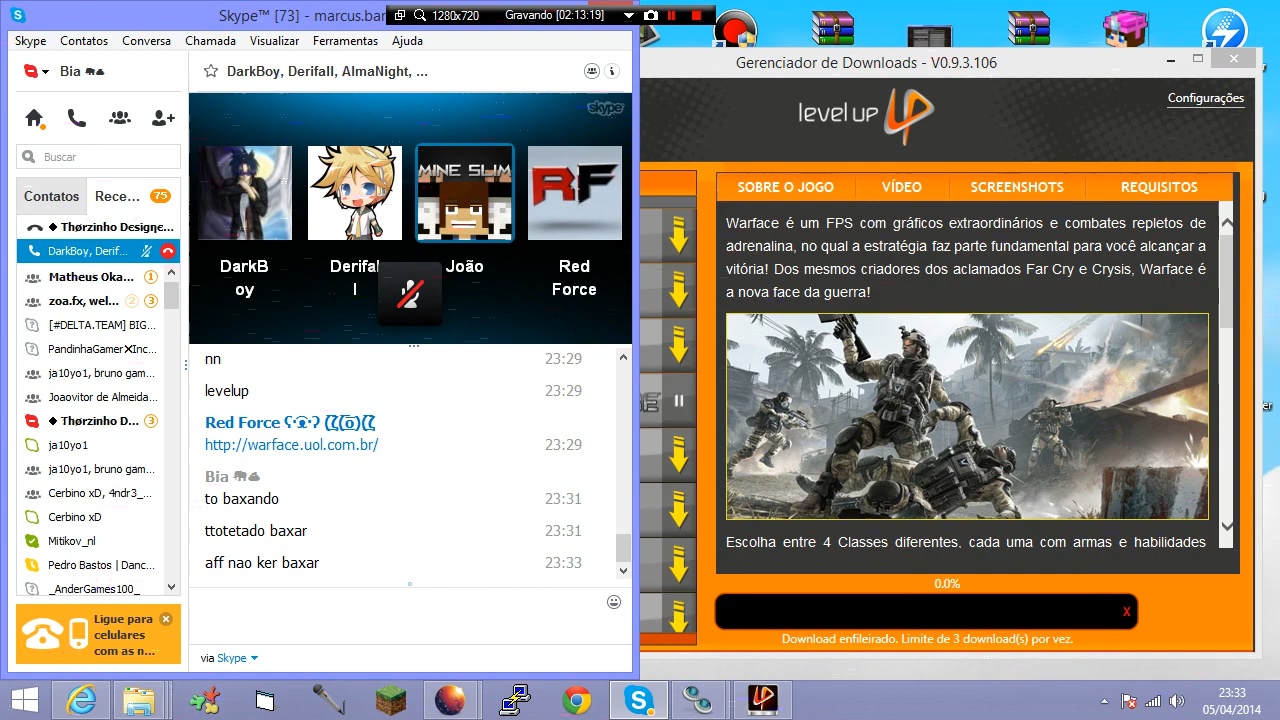 Skype™ [73] - marcus.bar
1280x720
Gravando [02:13:19]
Skype Contatos Conversa Chamada Visualizar Ferramentas Ajuda
Bia
DarkBoy, Derifall, AlmaNight, ...
Buscar
Contatos
Rece... 75
◆ Thørzinho Designe...
DarkBoy, Derif...
Matheus Oka... 1
zoa.fx, wel... 2 3
[#DELTA.TEAM] BIG...
PandinhaGamer✕Inc...
ja10yo1, bruno gam...
Joaovitor de Almeida...
◆ Thørzinho D... 3
ja10yo1
ja10yo1, bruno gam...
Cerbino xD, 4ndr3_...
Cerbino xD
Mitikov_nl
Pedro Bastos | Danc...
_AnderGames100_
Ligue para
celulares
com as n...
skype
MINE SLIM
RF
DarkB
oy
Derifal
l
João
Red
Force
nn 23:29
levelup 23:29
Red Force
http://warface.uol.com.br/ 23:29
Bia
to baxando 23:31
ttotetado baxar 23:31
aff nao ker baxar 23:33
via Skype
Gerenciador de Downloads - V0.9.3.106
level up
Configurações
SOBRE O JOGO VÍDEO SCREENSHOTS REQUISITOS
Warface é um FPS com gráficos extraordinários e combates repletos de
adrenalina, no qual a estratégia faz parte fundamental para você alcançar a
vitória! Dos mesmos criadores dos aclamados Far Cry e Crysis, Warface é
a nova face da guerra!
Escolha entre 4 Classes diferentes, cada uma com armas e habilidades
0.0%
X
Download enfileirado. Limite de 3 download(s) por vez.
23:33
05/04/2014